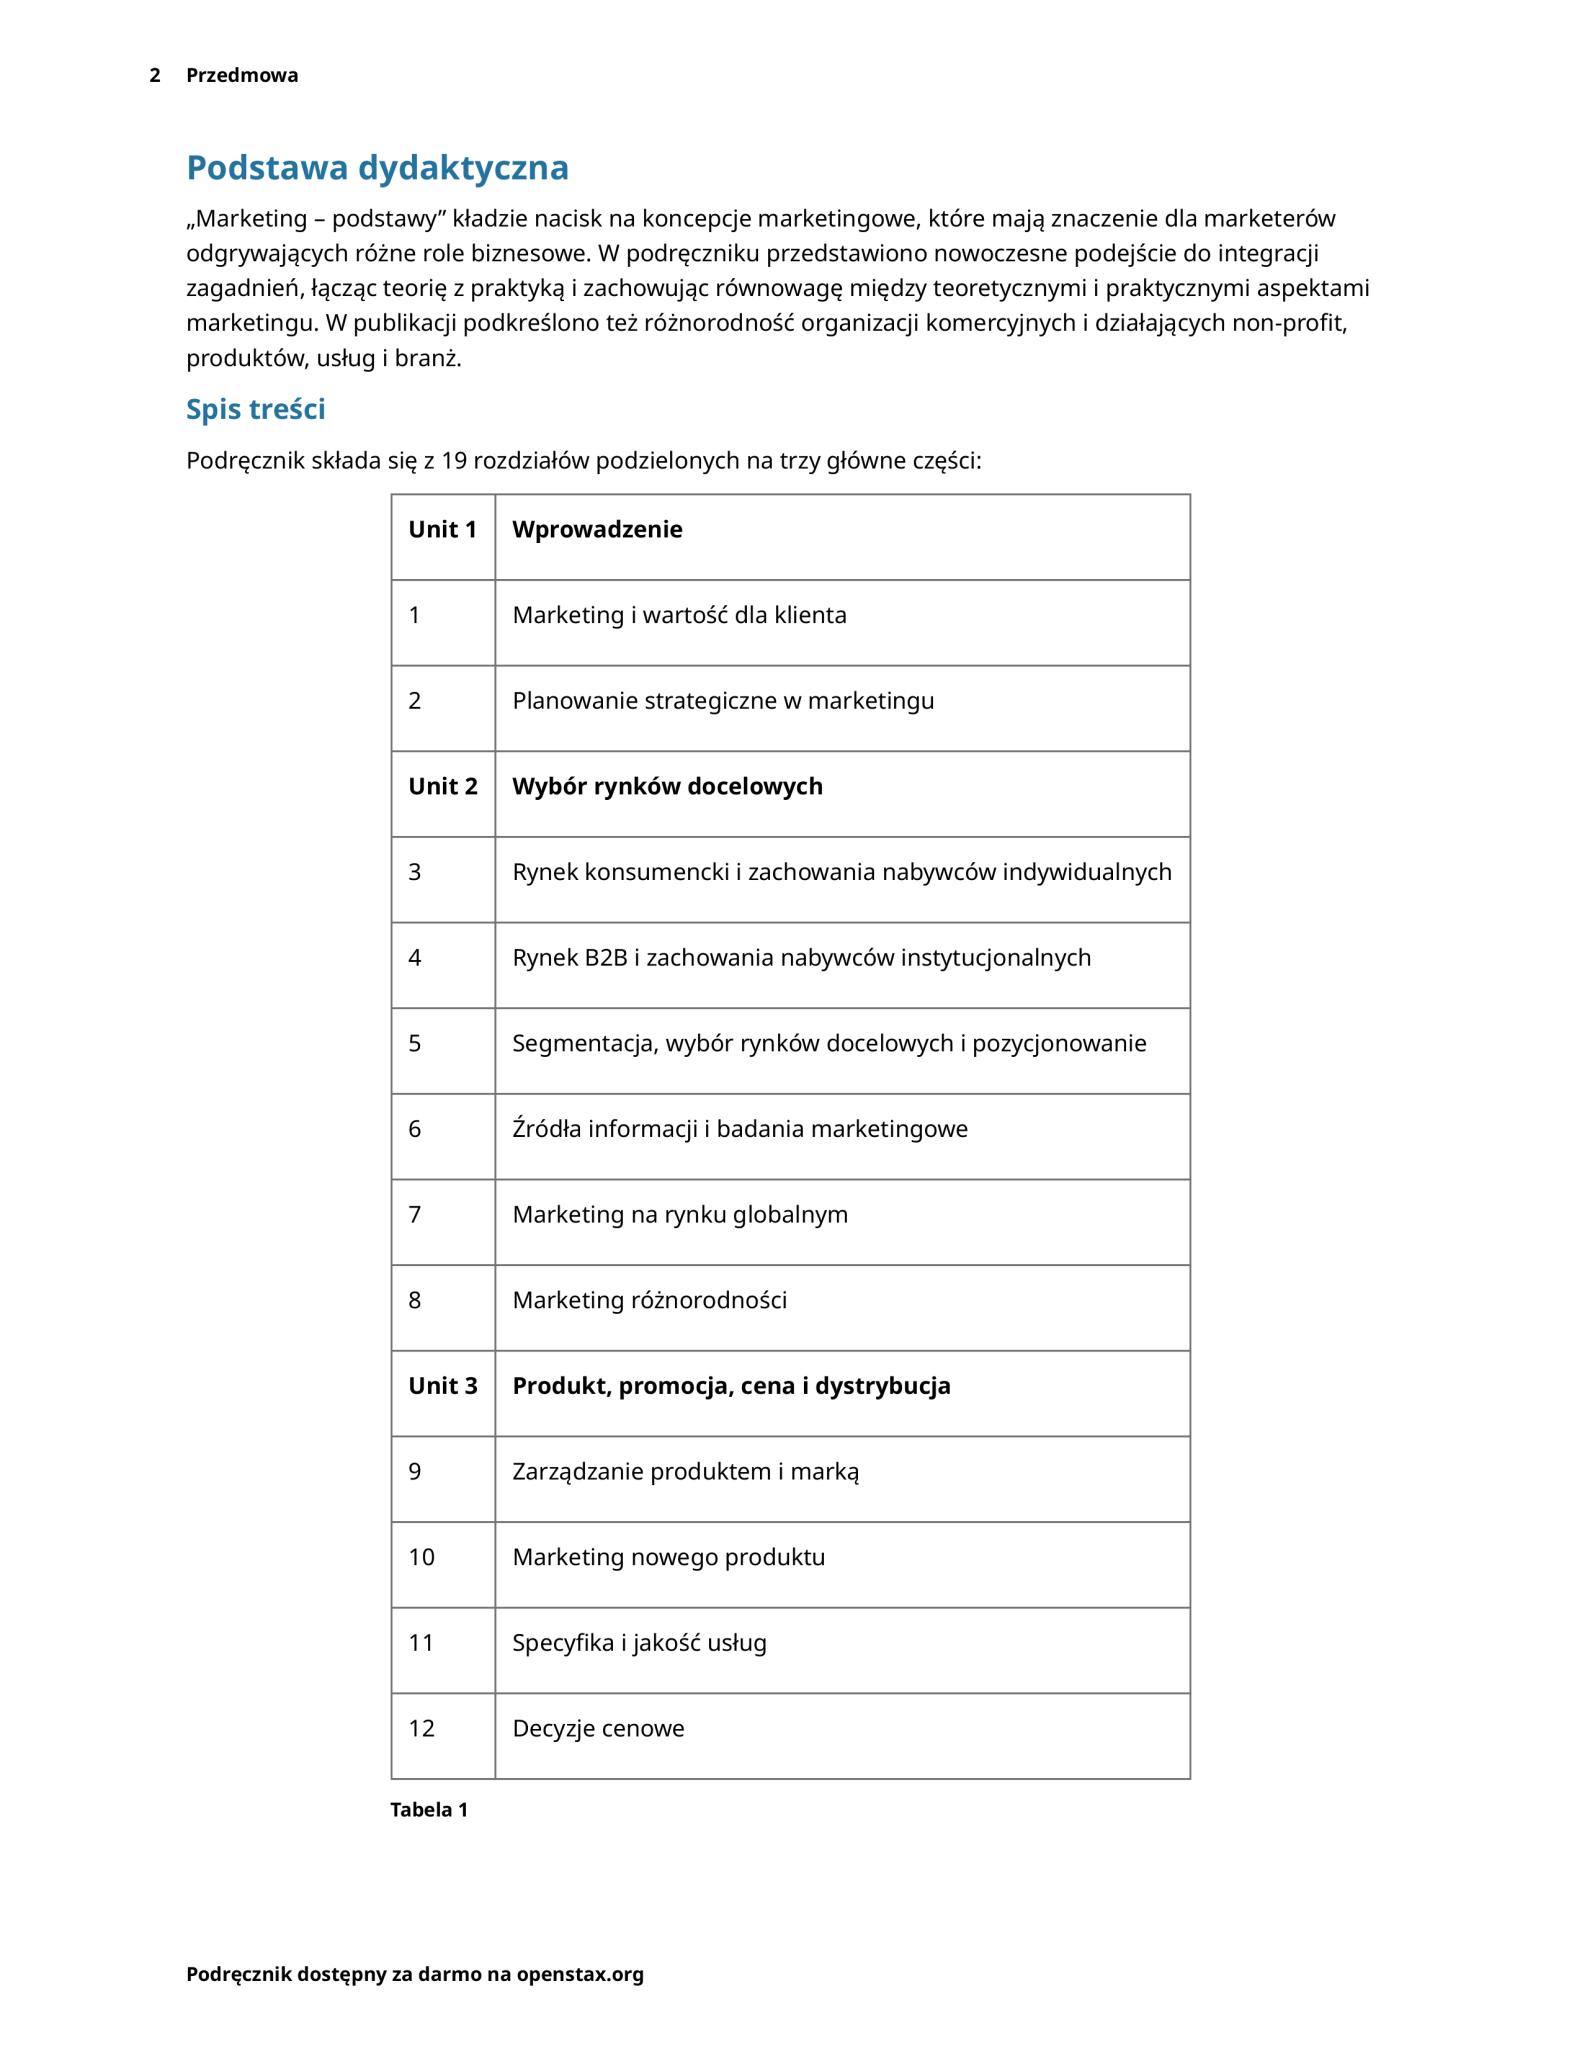 2 Przedmowa
Podstawa dydaktyczna
„Marketing – podstawy” kładzie nacisk na koncepcje marketingowe, które mają znaczenie dla marketerów
odgrywających różne role biznesowe. W podręczniku przedstawiono nowoczesne podejście do integracji
zagadnień, łącząc teorię z praktyką i zachowując równowagę między teoretycznymi i praktycznymi aspektami
marketingu. W publikacji podkreślono też różnorodność organizacji komercyjnych i działających non-profit,
produktów, usług i branż.
Spis treści
Podręcznik składa się z 19 rozdziałów podzielonych na trzy główne części:
Unit 1 Wprowadzenie
1 Marketing i wartość dla klienta
2 Planowanie strategiczne w marketingu
Unit 2 Wybór rynków docelowych
3 Rynek konsumencki i zachowania nabywców indywidualnych
4 Rynek B2B i zachowania nabywców instytucjonalnych
5 Segmentacja, wybór rynków docelowych i pozycjonowanie
6 Źródła informacji i badania marketingowe
7 Marketing na rynku globalnym
8 Marketing różnorodności
Unit 3 Produkt, promocja, cena i dystrybucja
9 Zarządzanie produktem i marką
10 Marketing nowego produktu
11 Specyfika i jakość usług
12 Decyzje cenowe
Tabela 1
Podręcznik dostępny za darmo na openstax.org